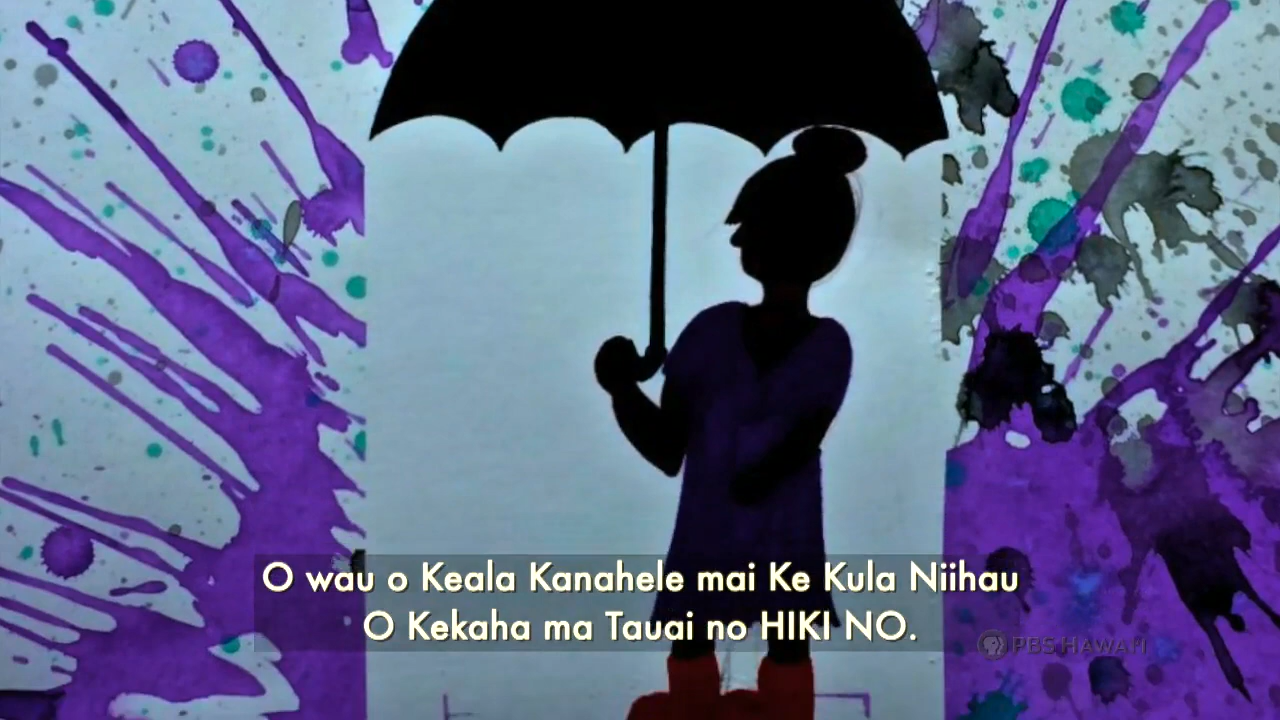 O wau o Keala Kanahele mai Ke Kula Niihau
O Kekaha ma Tauai no HIKI NO.
PBS HAWAI'I